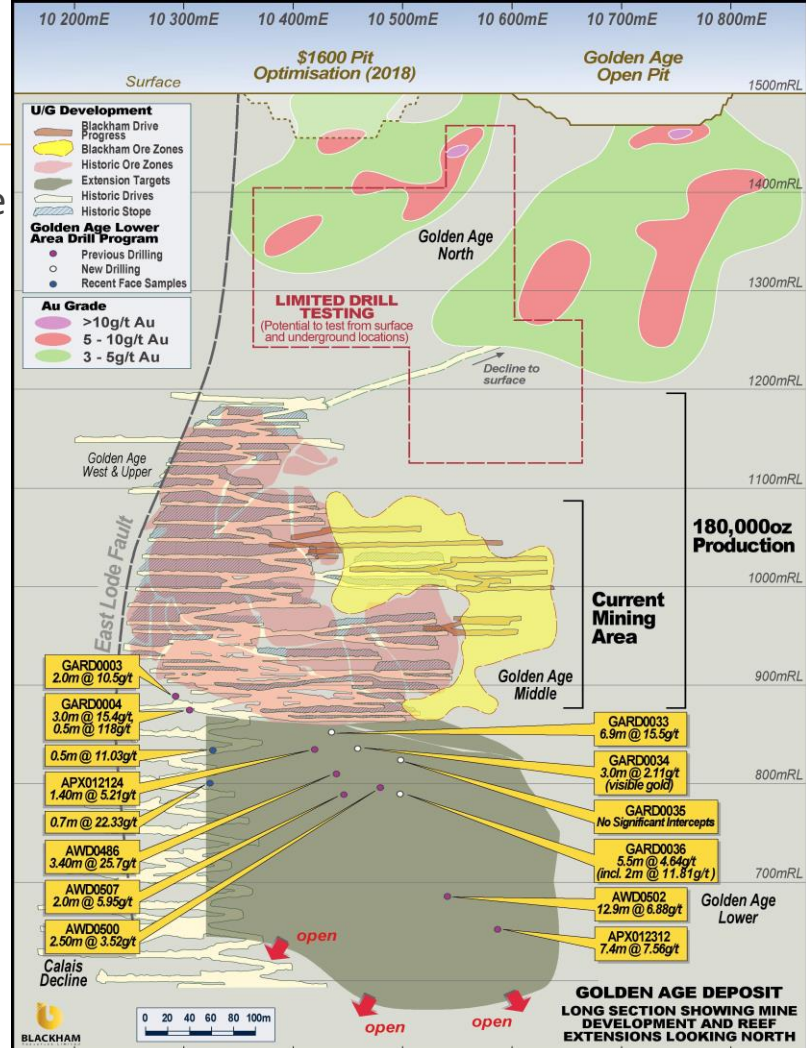 10 200mE 10 300mE 10 400mE 10 500mE 10 600mE 10 700mE 10 800mE
$1600 Pit
Optimisation (2018)
Golden Age
Open Pit
Surface
1500mRL
U/G Development
Blackham Drive
Progress
Blackham Ore Zones
Historic Ore Zones
Extension Targets
Historic Drives
Historic Stope
Golden Age Lower
Area Drill Program
Previous Drilling
New Drilling
Recent Face Samples
Au Grade
>10g/t Au
5 - 10g/t Au
3 - 5g/t Au
e
1400mRL
Golden Age
North
1300mRL
LIMITED DRILL
TESTING
(Potential to test from surface
and underground locations)
Decline to
surface
1200mRL
Golden Age
West & Upper
1100mRL
East Lode Fault
180,000oz
Production
1000mRL
Current
Mining
Area
Golden Age
Middle
900mRL
GARD0003
2.0m @ 10.5g/t
GARD0004
3.0m @ 15.4g/t,
0.5m @ 118g/t
0.5m @ 11.03g/t
APX012124
1.40m @ 5.21g/t
0.7m @ 22.33g/t
AWD0486
3.40m @ 25.7g/t
AWD0507
2.0m @ 5.95g/t
AWD0500
2.50m @ 3.52g/t
GARD0033
6.9m @ 15.5g/t
GARD0034
3.0m @ 2.11g/t
(visible gold)
800mRL
GARD0035
No Significant Intercepts
GARD0036
5.5m @ 4.64g/t
(incl. 2m @ 11.81g/t )
700mRL
AWD0502
12.9m @ 6.88g/t
Golden Age
Lower
APX012312
7.4m @ 7.56g/t
open
open
open
Calais
Decline
0 20 40 60 80 100m
BLACKHAM
GOLDEN AGE DEPOSIT
LONG SECTION SHOWING MINE
DEVELOPMENT AND REEF
EXTENSIONS LOOKING NORTH